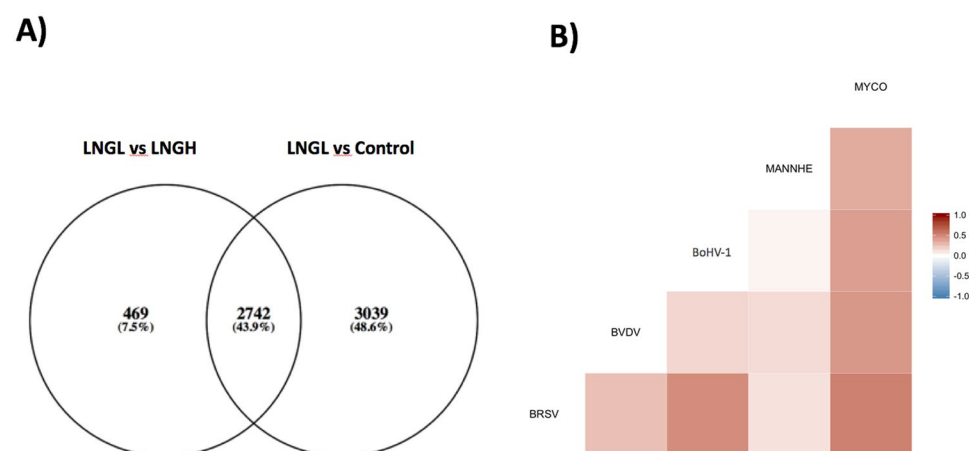 A)
B)
MYCO
LNGL vs LNGH
LNGL vs Control
MANNHE
BoHV-1
BVDV
BRSV
469
(7.5%)
2742
(43.9%)
3039
(48.6%)
1.0
0.5
0.0
-0.5
-1.0